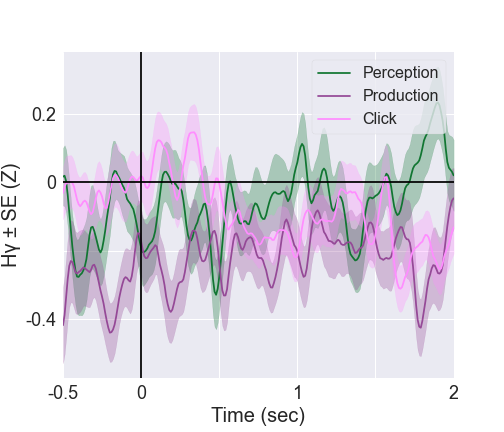 Perception
Production
Click
Hγ ± SE (Z)
0.2
0
-0.4
-0.5
0
1
2
Time (sec)